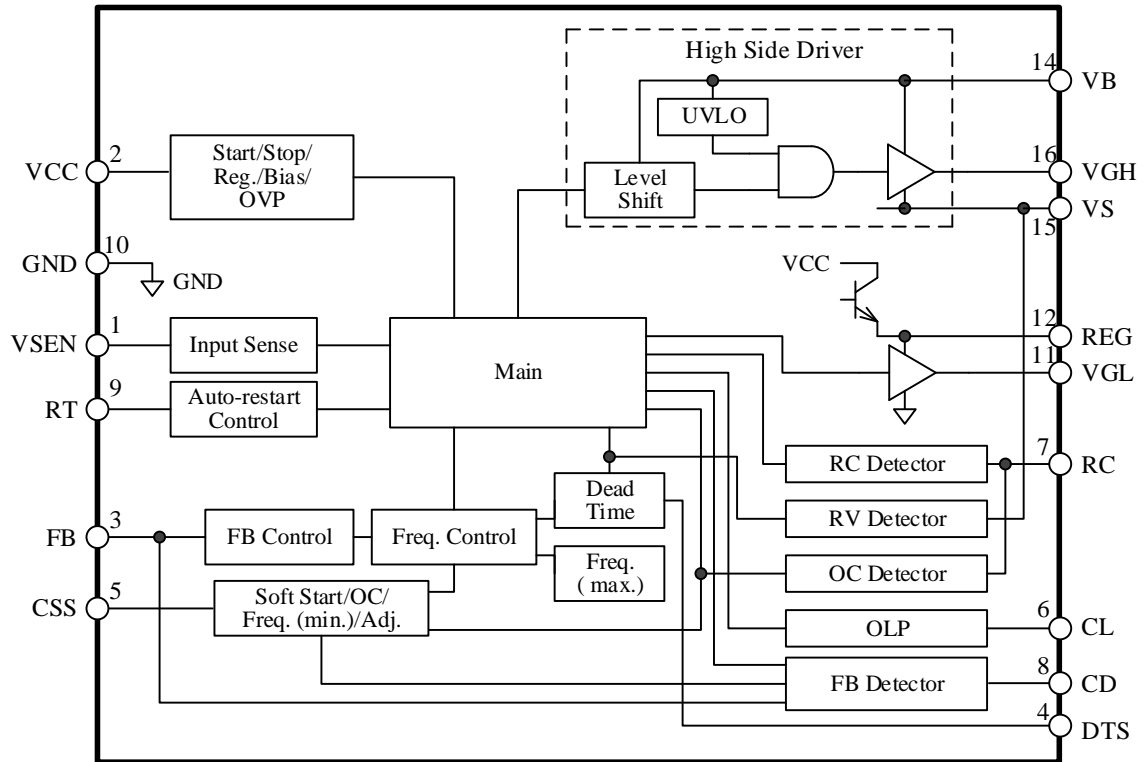 High Side Driver
14
VB
UVLO
2
VCC
Start/Stop/
Reg./Bias/
OVP
16
VGH
Level
Shift
VS
15
10
GND
GND
VCC
1
VSEN
Input Sense
12
REG
Main
11
VGL
9
RT
Auto-restart
Control
7
RC Detector
RC
Dead
Time
3
FB
FB Control
Freq. Control
RV Detector
Freq.
( max.)
OC Detector
5
CSS
Soft Start/OC/
Freq. (min.)/Adj.
6
OLP
CL
8
FB Detector
CD
4
DTS